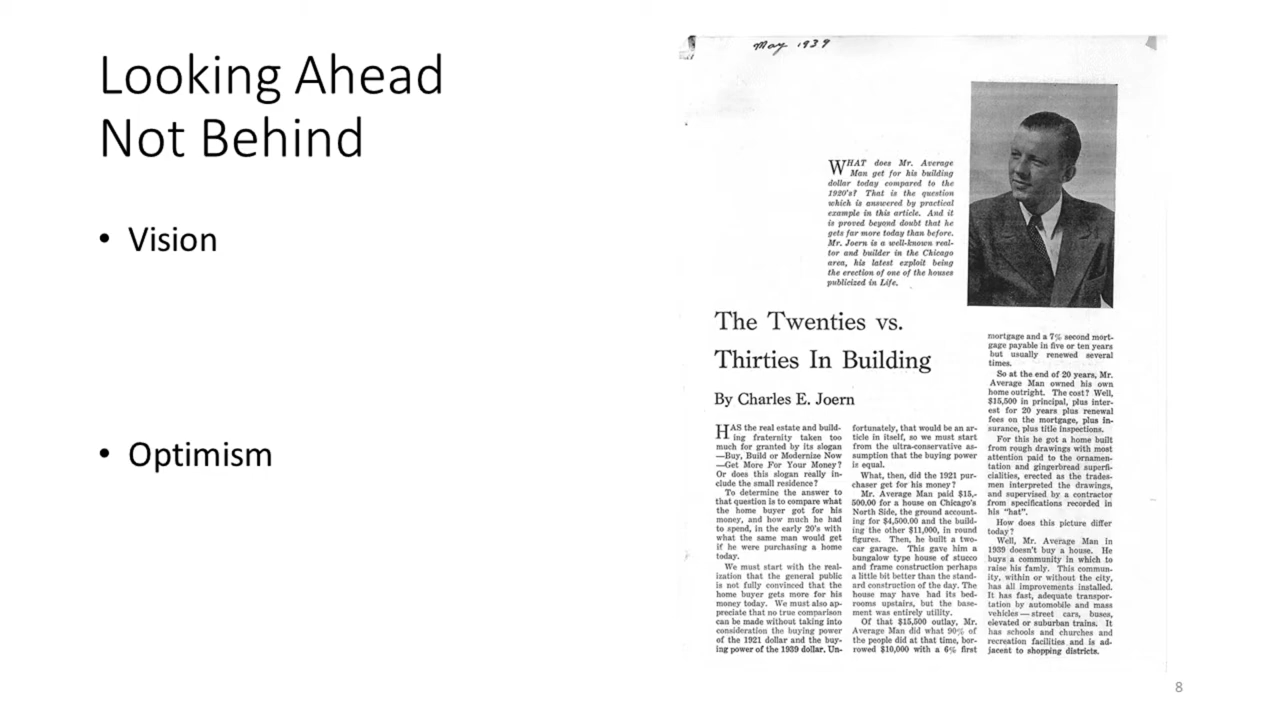 Looking Ahead
Not Behind
• Vision
• Optimism
May 1939
WHAT does Mr. Average
Man get for his building
dollar today compared to the
1920's? That is the question
which is answered by practical
example in this article. And it
is proved beyond doubt that he
gets far more today than before.
Mr. Joern is a well-known real-
tor and builder in the Chicago
area, his latest exploit being
the erection of one of the houses
publicized in Life.
The Twenties vs.
Thirties In Building
By Charles E. Joern
HAS the real estate and build-
ing fraternity taken too
much for granted by its slogan
—Buy, Build or Modernize Now
—Get More For Your Money?
Or does this slogan really in-
clude the small residence?
To determine the answer to
that question is to compare what
the home buyer got for his
money, and how much he had
to spend, in the early 20's with
what the same man would get
if he were purchasing a home
today.
We must start with the real-
ization that the general public
is not fully convinced that the
home buyer gets more for his
money today. We must also ap-
preciate that no true comparison
can be made without taking into
consideration the buying power
of the 1921 dollar and the buy-
ing power of the 1939 dollar. Un-
fortunately, that would be an ar-
ticle in itself, so we must start
from the ultra-conservative as-
sumption that the buying power
is equal.
What, then, did the 1921 pur-
chaser get for his money?
Mr. Average Man paid $15,-
500.00 for a house on Chicago's
North Side, the ground account-
ing for $4,500.00 and the build-
ing the other $11,000, in round
figures. Then, he built a two-
car garage. This gave him a
bungalow type house of stucco
and frame construction perhaps
a little bit better than the stand-
ard construction of the day. The
house may have had its bed-
rooms upstairs, but the base-
ment was entirely utility.
Of that $15,500 outlay, Mr.
Average Man did what 90% of
the people did at that time, bor-
rowed $10,000 with a 6% first
mortgage and a 7% second mort-
gage payable in five or ten years
but usually renewed several
times.
So at the end of 20 years, Mr.
Average Man owned his own
home outright. The cost? Well,
$15,500 in principal, plus inter-
est for 20 years plus renewal
fees on the mortgage, plus in-
surance, plus title inspections.
For this he got a home built
from rough drawings with most
attention paid to the ornamen-
tation and gingerbread superfi-
cialities, erected as the trades-
men interpreted the drawings,
and supervised by a contractor
from specifications recorded in
his "hat".
How does this picture differ
today?
Well, Mr. Average Man in
1939 doesn't buy a house. He
buys a community in which to
raise his famly. This commun-
ity, within or without the city,
has all improvements installed.
It has fast, adequate transpor-
tation by automobile and mass
vehicles—street cars, buses,
elevated or suburban trains. It
has schools and churches and
recreation facilities and is ad-
jacent to shopping districts.
8